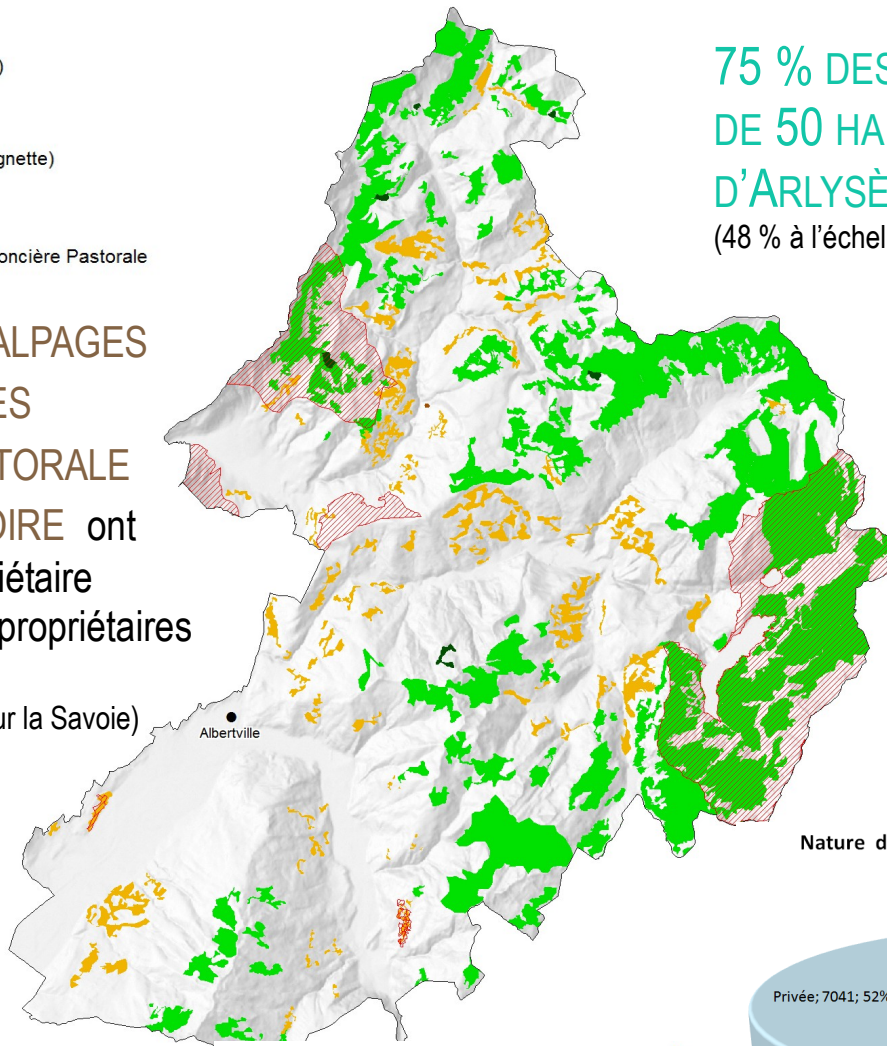 )
gnette)
oncière Pastorale
ALPAGES
ES
TORALE
OIRE ont
iétaire
propriétaires
ur la Savoie)
75 % DES
DE 50 HA
D'ARLYSÈ
(48 % à l'échel
Albertville
Nature d
Privée; 7041; 52%